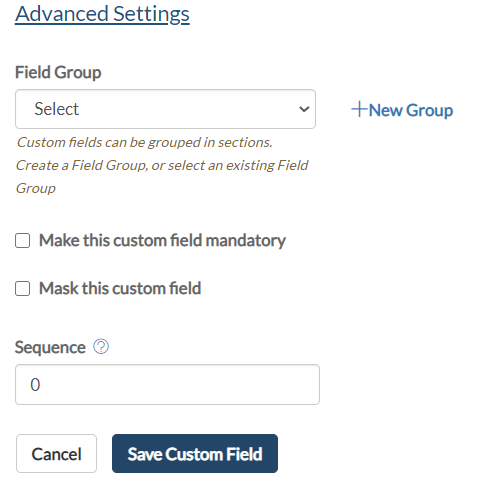 Advanced Settings
Field Group
Select
+New Group
Custom fields can be grouped in sections.
Create a Field Group, or select an existing Field
Group
Make this custom field mandatory
Mask this custom field
Sequence ?
0
Cancel
Save Custom Field